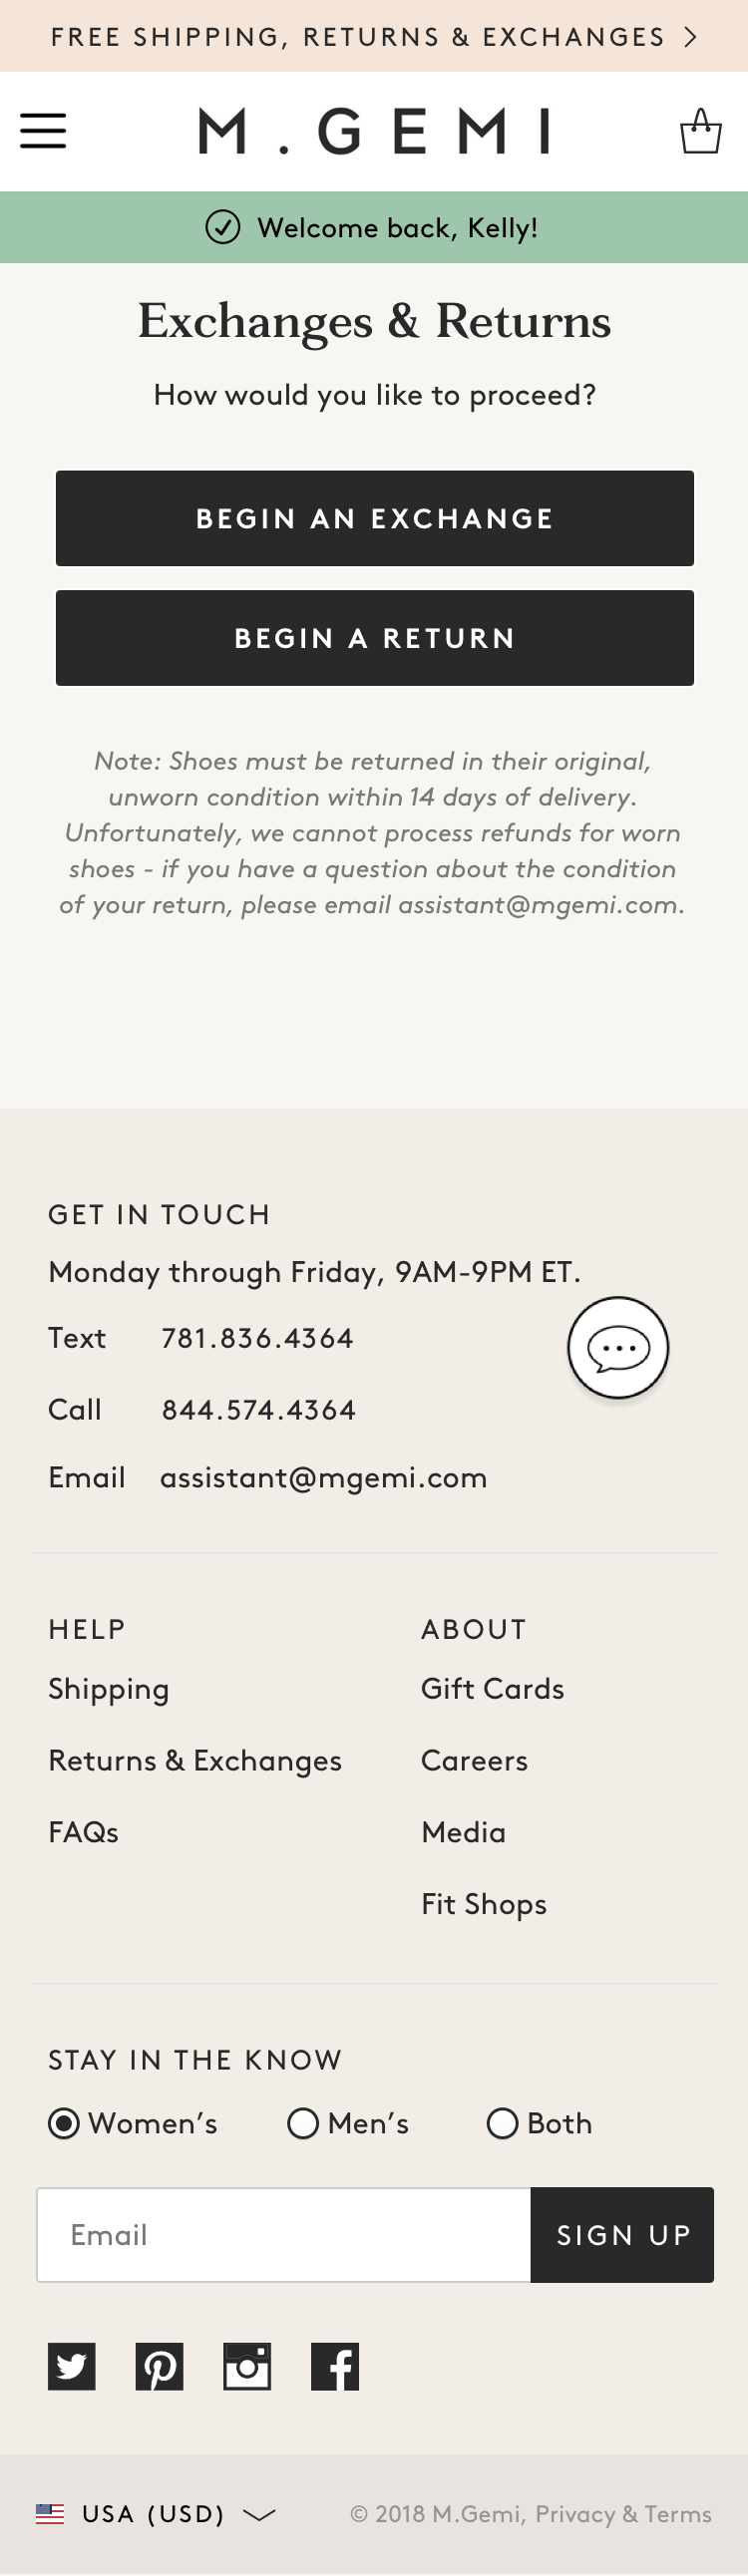 FREE SHIPPING, RETURNS & EXCHANGES
M.GEMI
Welcome back, Kelly!
Exchanges & Returns
How would you like to proceed?
BEGIN AN EXCHANGE
BEGIN A RETURN
Note: Shoes must be returned in their original,
unworn condition within 14 days of delivery.
Unfortunately, we cannot process refunds for worn
shoes - if you have a question about the condition
of your return, please email assistant@mgemi.com.
GET IN TOUCH
Monday through Friday, 9AM-9PM ET.
Text 781.836.4364
Call 844.574.4364
Email assistant@mgemi.com
HELP
Shipping
Returns & Exchanges
FAQs
ABOUT
Gift Cards
Careers
Media
Fit Shops
STAY IN THE KNOW
Women’s Men’s Both
Email SIGN UP
USA (USD) © 2018 M.Gemi, Privacy & Terms